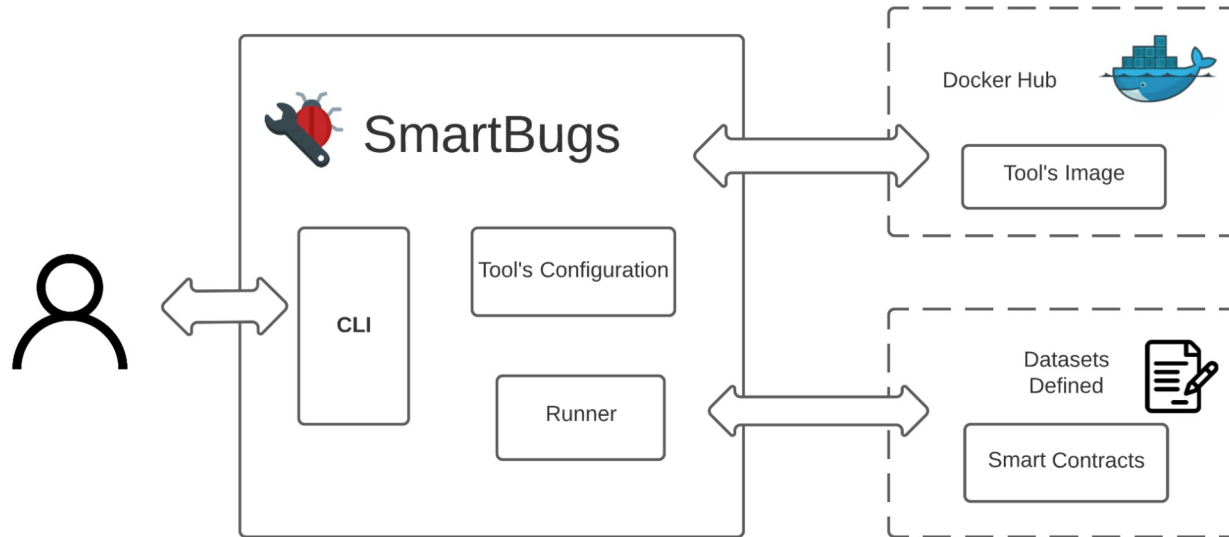 SmartBugs
CLI
Tool's Configuration
Runner
Docker Hub
Tool's Image
Datasets
Defined
Smart Contracts